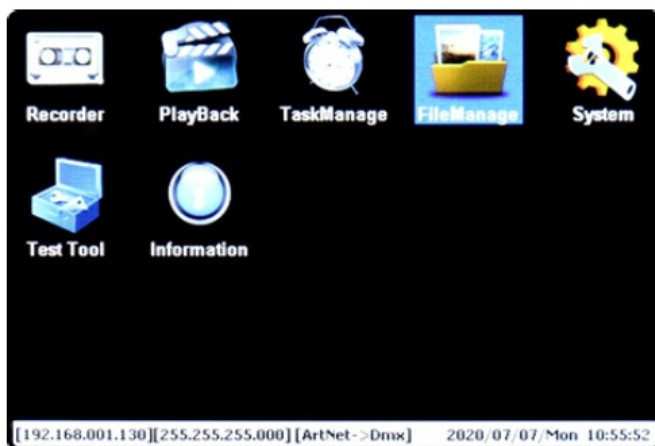 Recorder PlayBack TaskManage FileManage System
Test Tool Information
[192.168.001.130][255.255.255.000][ArtNet->Dmx] 2020/07/07/Mon 10:55:52